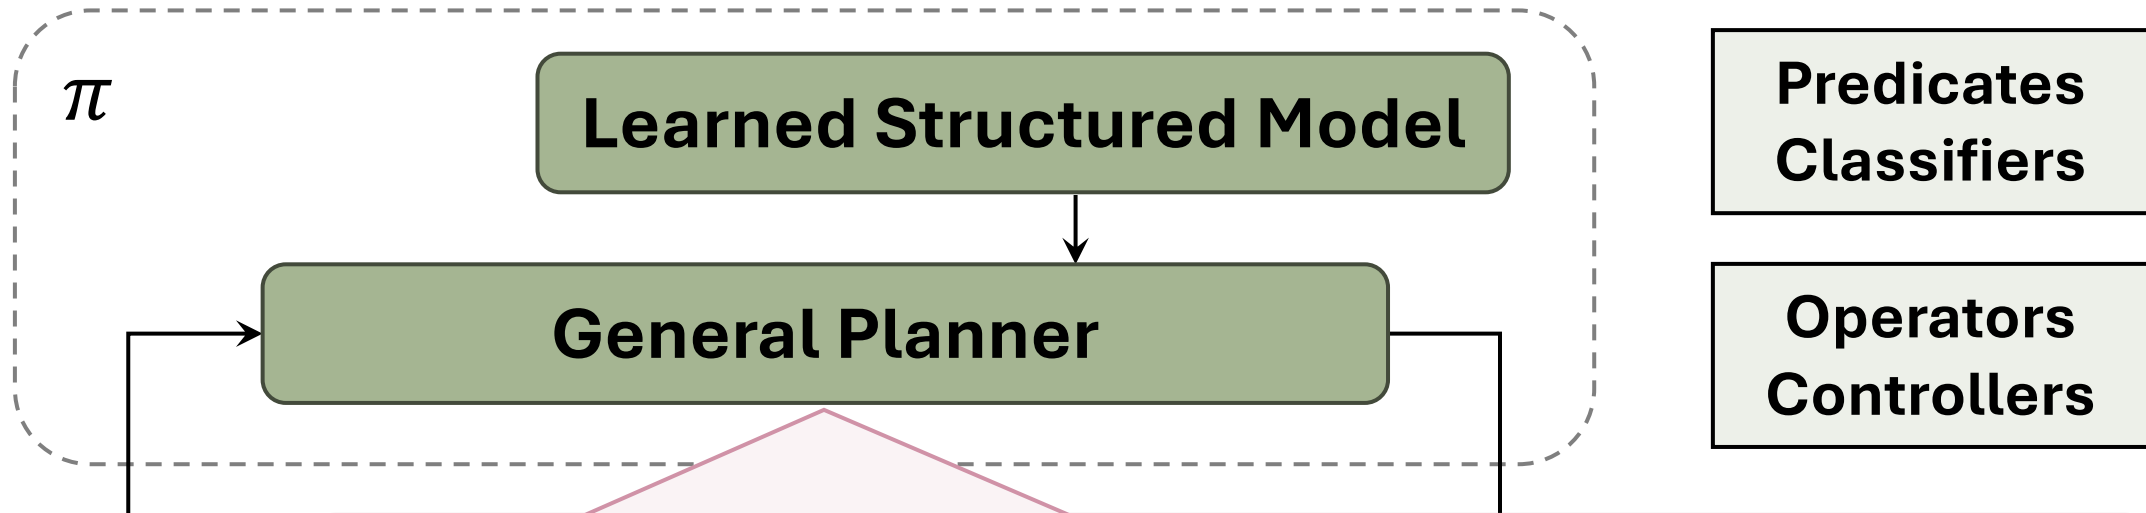 π
Learned Structured Model
General Planner
Predicates
Classifiers
Operators
Controllers